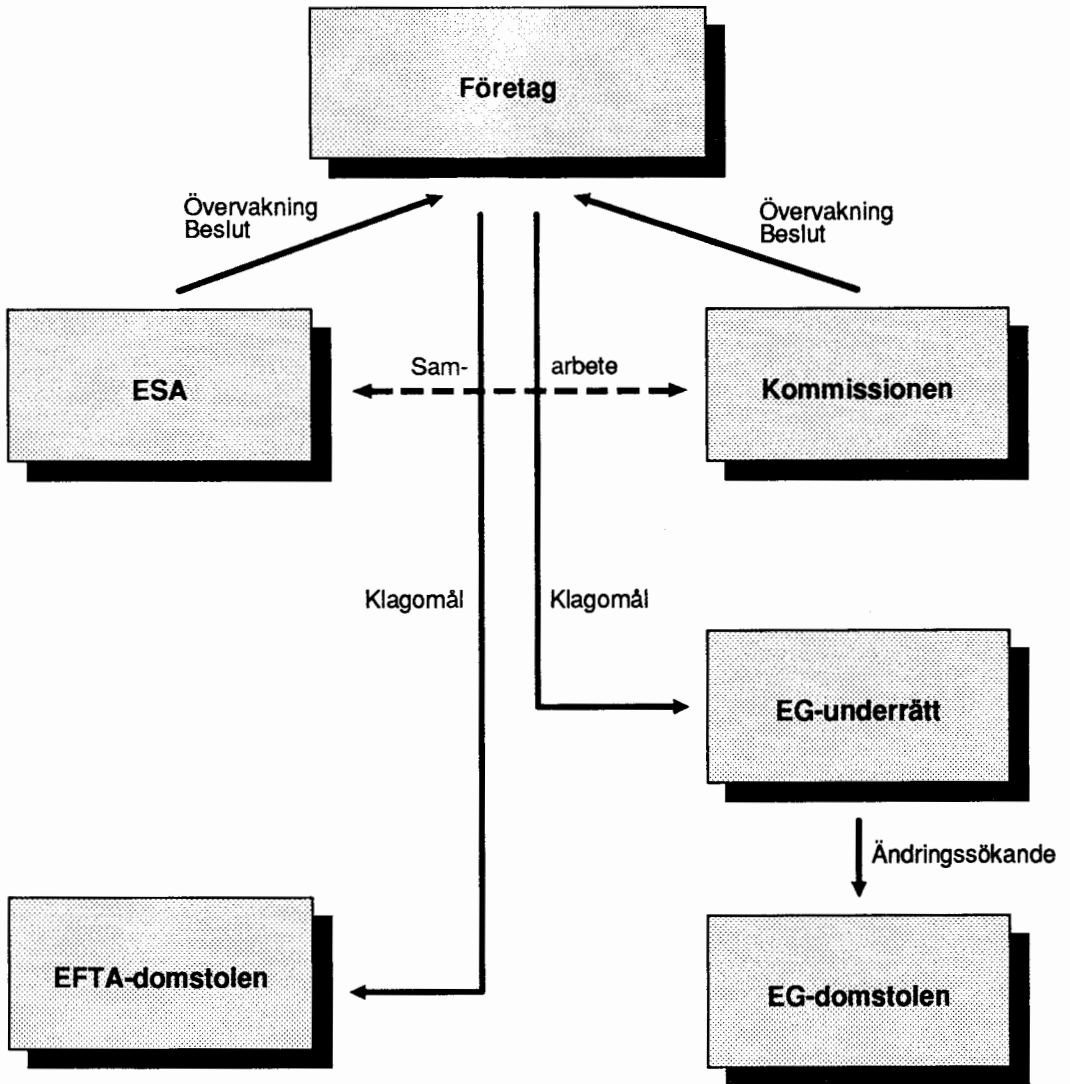 Företag
Övervakning
Beslut
Övervakning
Beslut
ESA
Sam-
arbete
Kommissionen
Klagomål
Klagomål
EG-underrätt
Ändringssökande
EFTA-domstolen
EG-domstolen